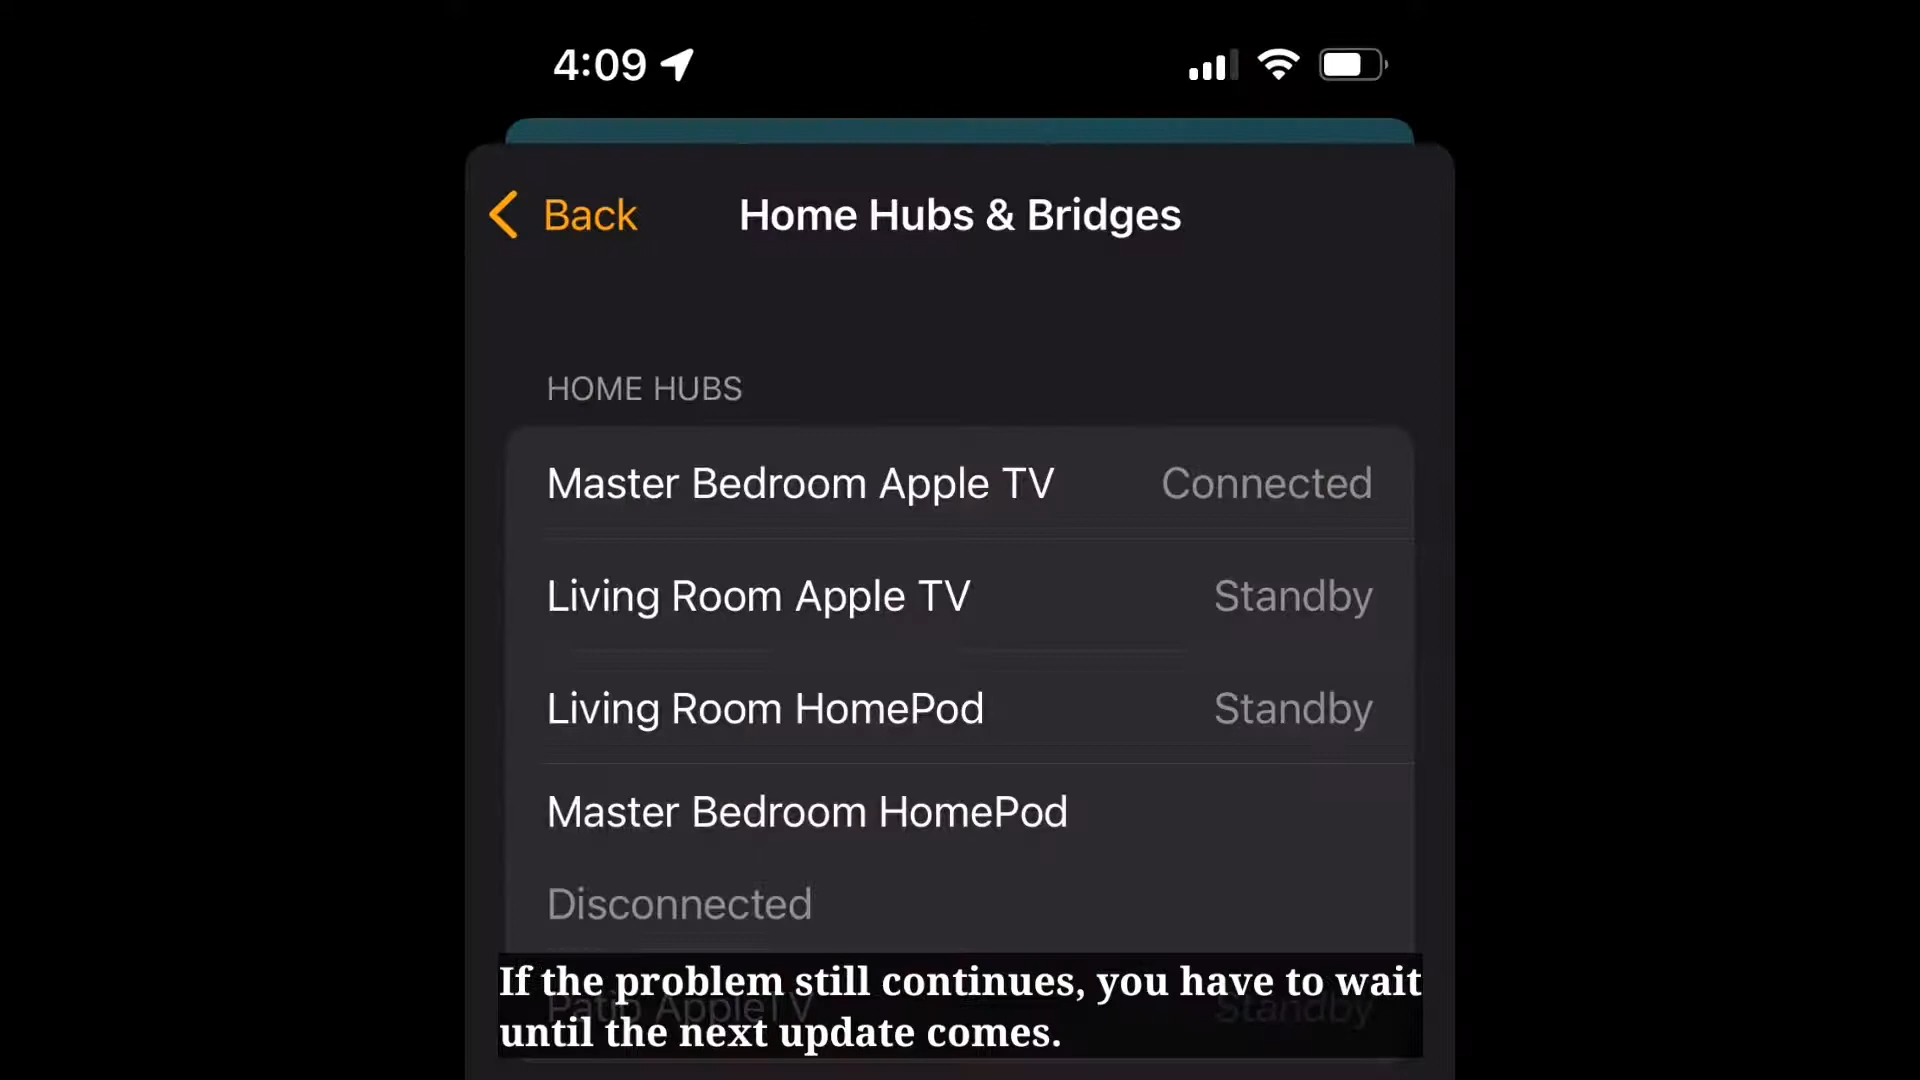 4:09
Back
Home Hubs & Bridges
HOME HUBS
Master Bedroom Apple TV Connected
Living Room Apple TV Standby
Living Room HomePod Standby
Master Bedroom HomePod
Disconnected
Patio AppleTV Standby
If the problem still continues, you have to wait
until the next update comes.